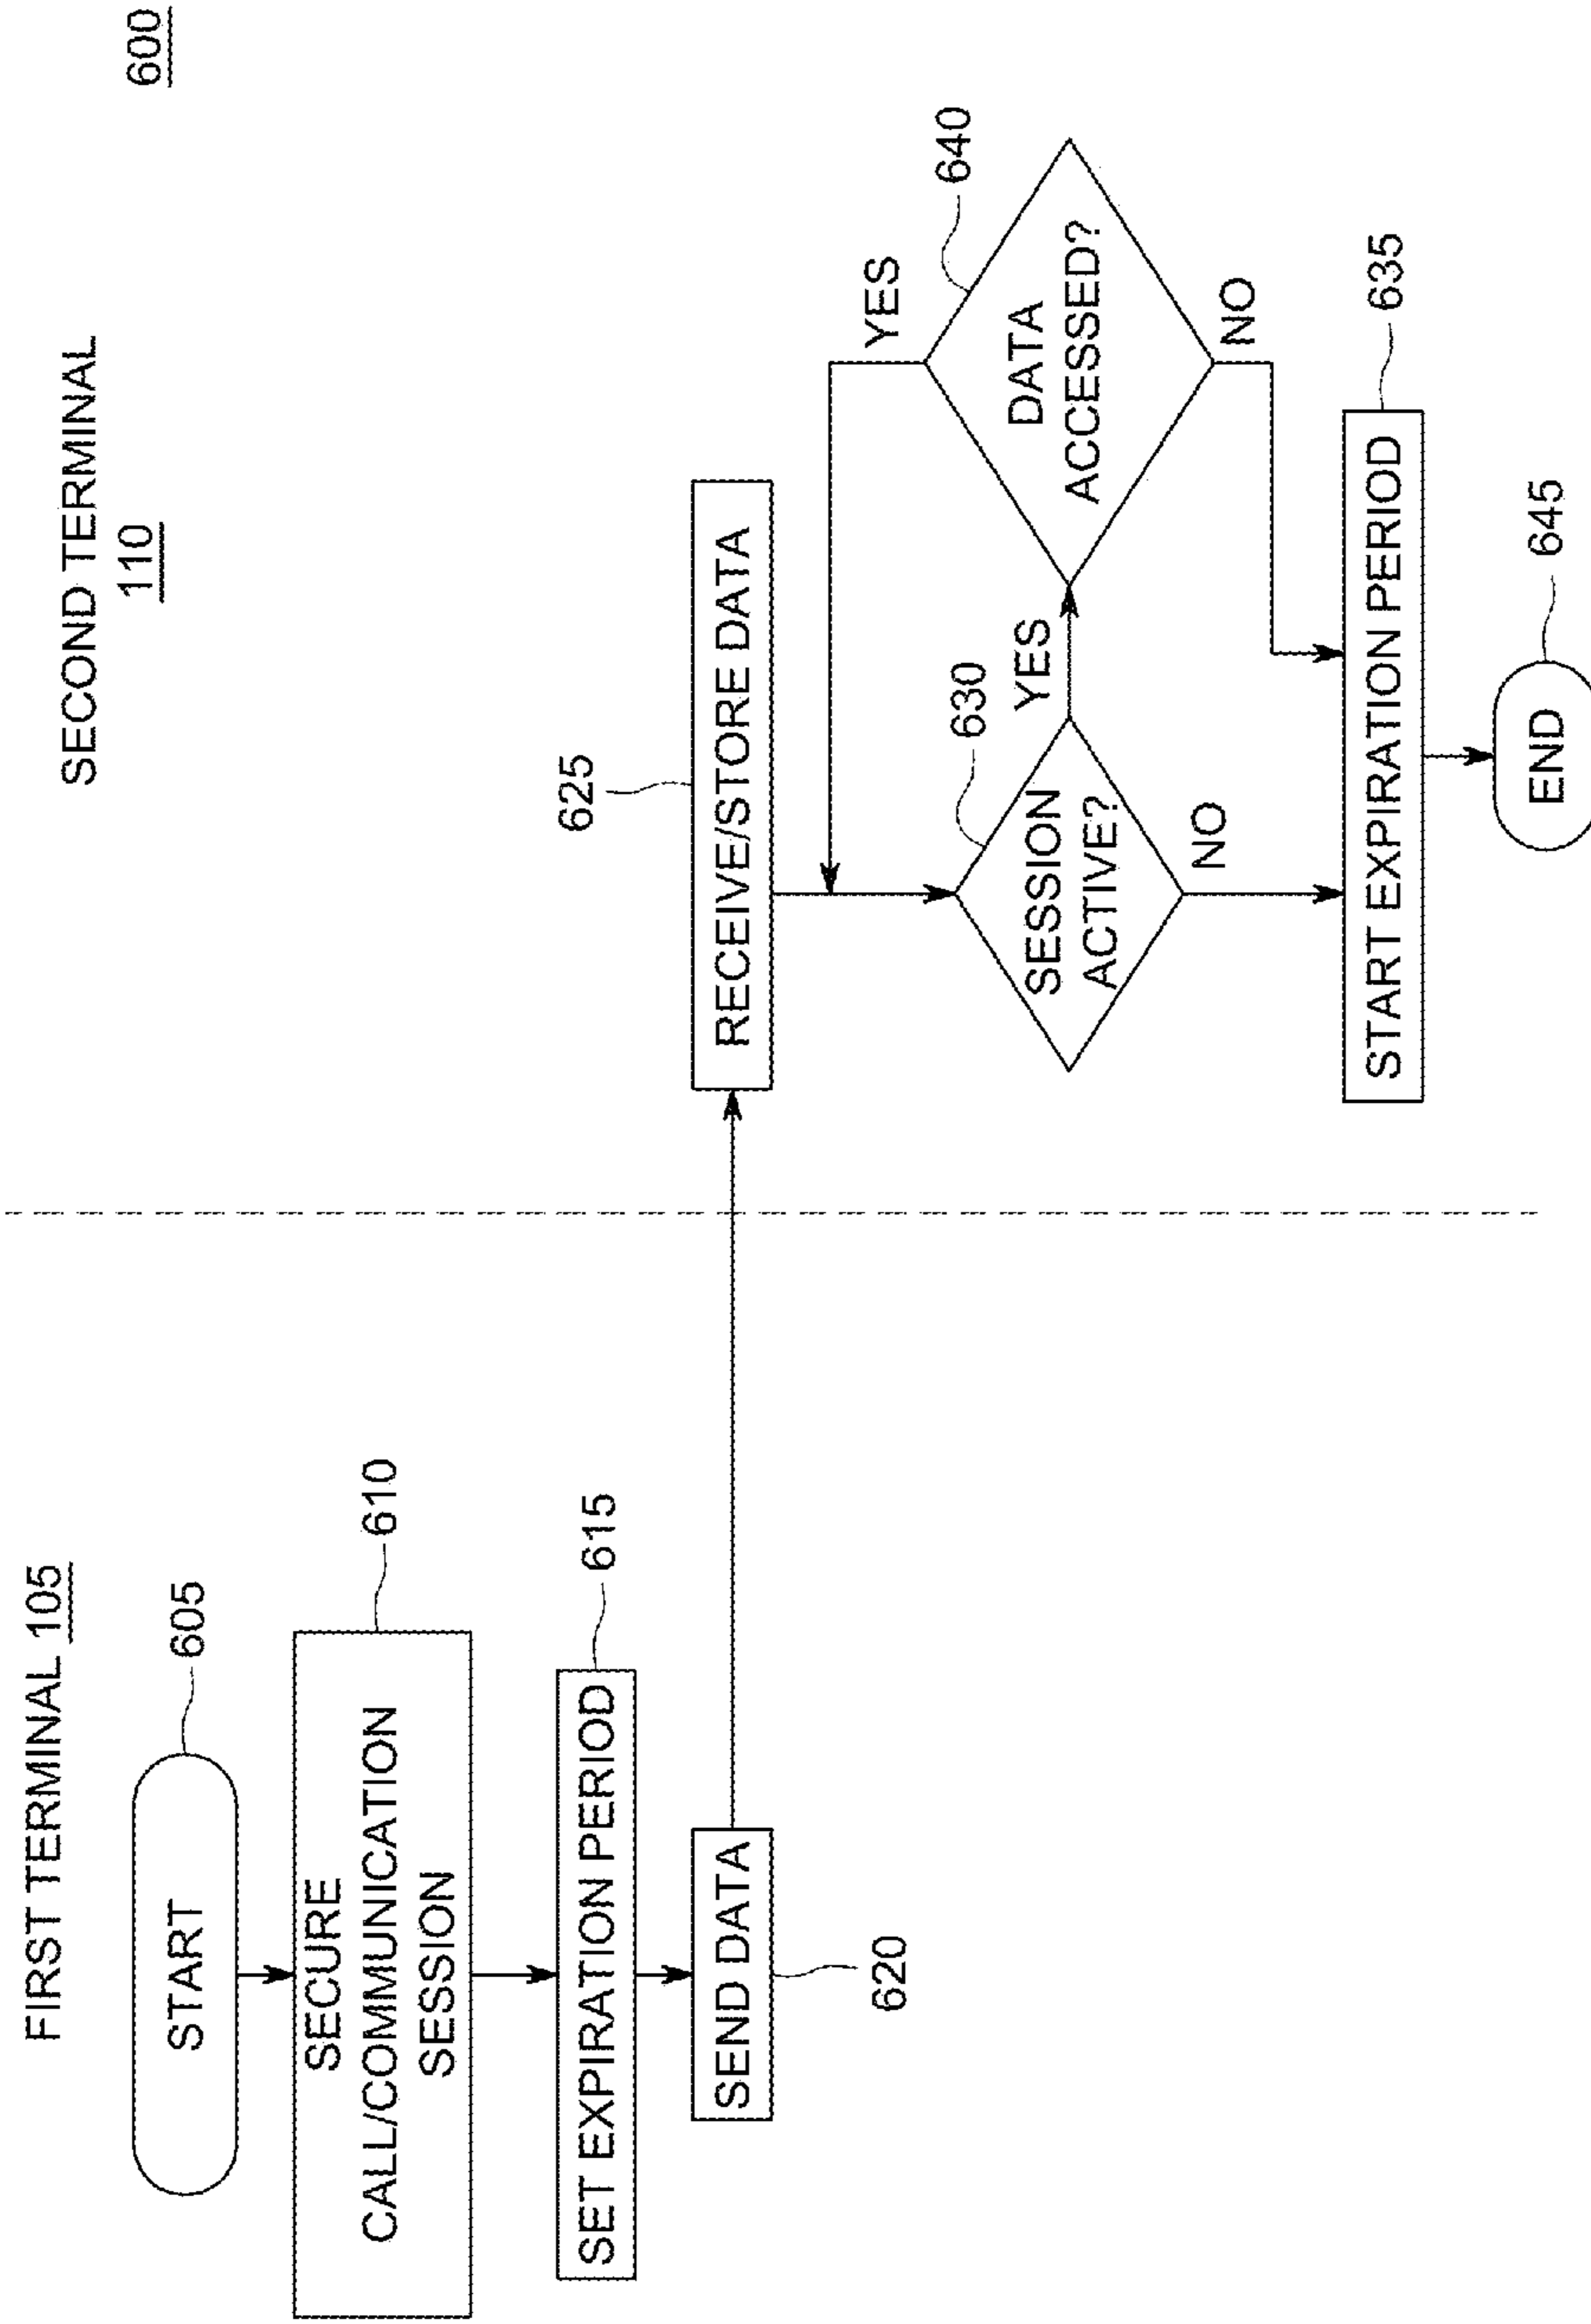 600
FIRST TERMINAL 105
SECOND TERMINAL
110
START
605
SECURE
CALL/COMMUNICATION
SESSION
610
SET EXPIRATION PERIOD
615
SEND DATA
620
625
RECEIVE/STORE DATA
YES
640
630
SESSION
ACTIVE?
YES
DATA
ACCESSED?
NO
NO
START EXPIRATION PERIOD
635
END
645